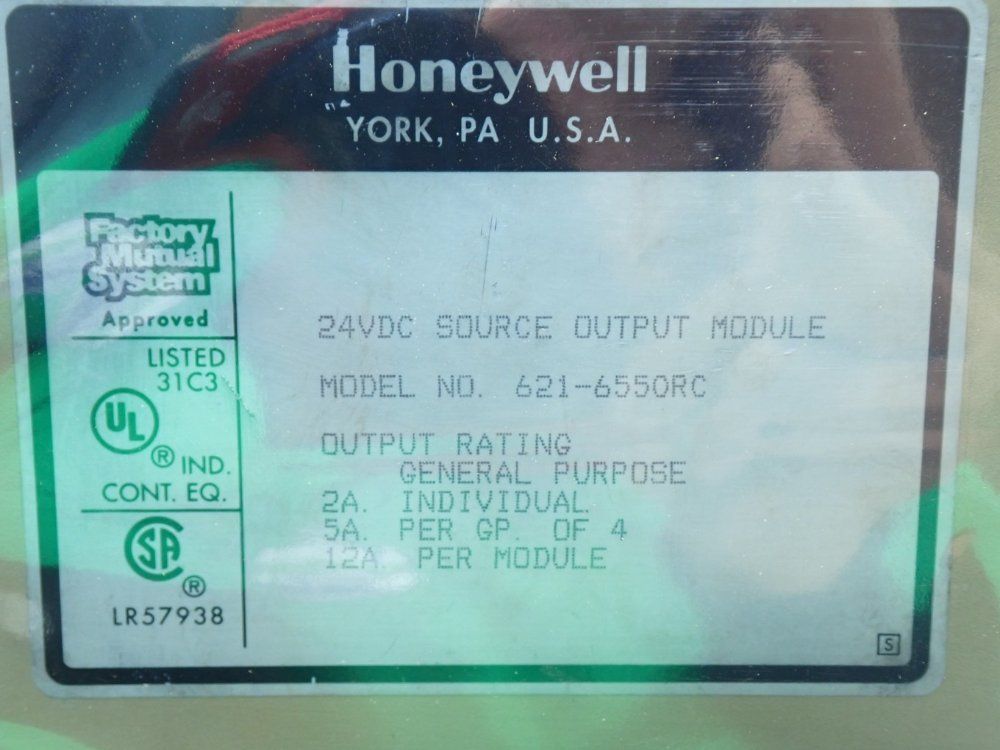 Honeywell
YORK, PA U.S.A.
Factory
Mutual
System
Approved
LISTED
31C3
UL
® IND.
CONT. EQ.
SA
®
LR57938
24VDC SOURCE OUTPUT MODULE
MODEL NO. 621-6550RC
OUTPUT RATING
GENERAL PURPOSE
2A. INDIVIDUAL.
5A. PER GP. OF 4
12A. PER MODULE
S